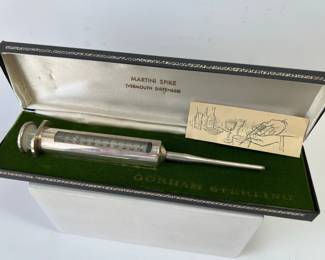 MARTINI SPIKE
VERMOUTH DISPENSER
GORHAM STERLING